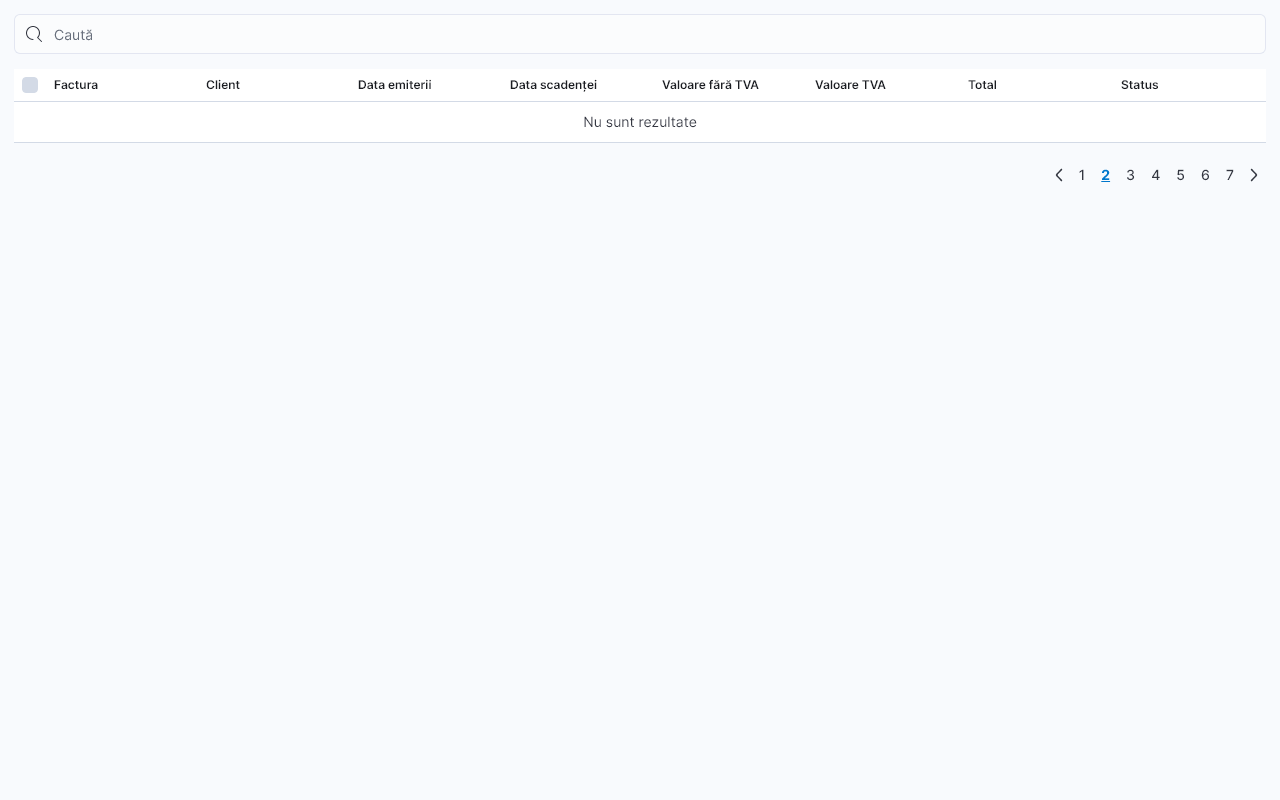 Caută
Factura Client Data emiterii Data scadenței Valoare fără TVA Valoare TVA Total Status
Nu sunt rezultate
1 2 3 4 5 6 7